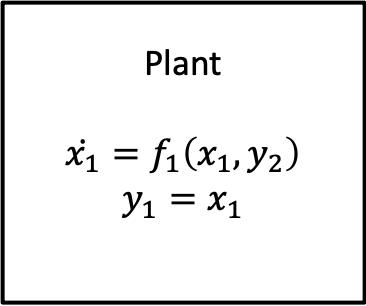 Plant
ẋ₁ = f₁(x₁, y₂)
y₁ = x₁